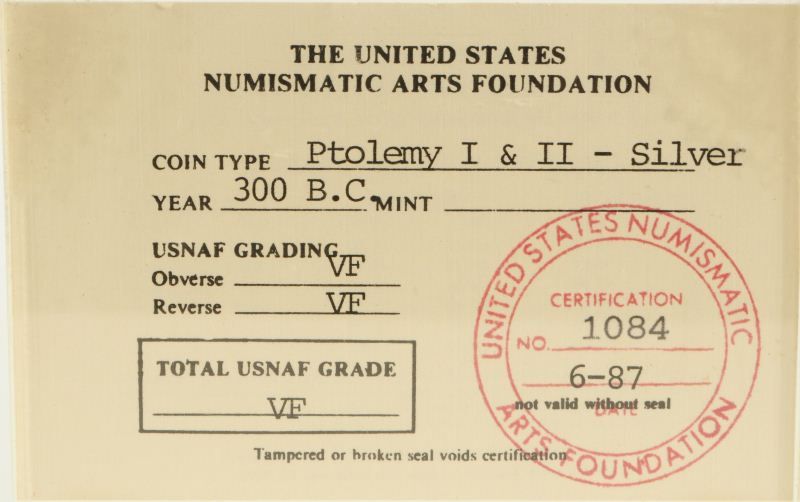 THE UNITED STATES
NUMISMATIC ARTS FOUNDATION
COIN TYPE Ptolemy I & II - Silver
YEAR 300 B.C. MINT
USNAF GRADING
Obverse VF
Reverse VF
TOTAL USNAF GRADE
VF
UNITED STATES NUMISMATIC
ARTS FOUNDATION
CERTIFICATION
NO. 1084
6-87
DATE
not valid without seal
Tampered or broken seal voids certification